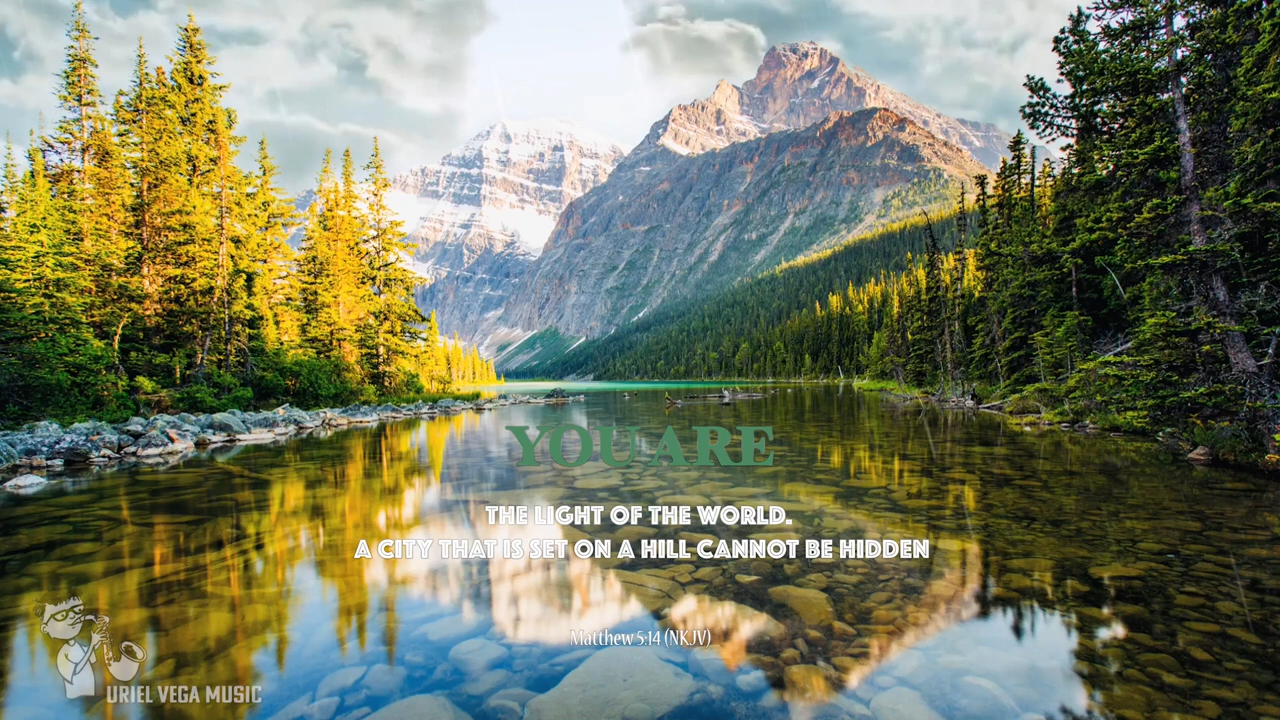 YOU ARE
THE LIGHT OF THE WORLD.
A CITY THAT IS SET ON A HILL CANNOT BE HIDDEN
Matthew 5:14 (NKJV)
URIEL VEGA MUSIC